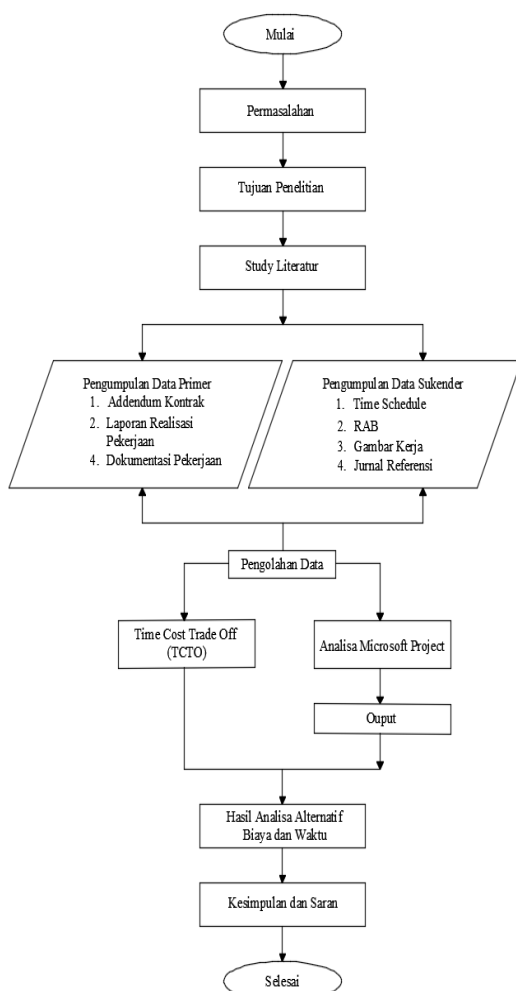 Mulai
Permasalahan
Tujuan Penelitian
Study Literatur
Pengumpulan Data Primer
1. Addendum Kontrak
2. Laporan Realisasi
Pekerjaan
4. Dokumentasi Pekerjaan
Pengumpulan Data Sukender
1. Time Schedule
2. RAB
3. Gambar Kerja
4. Jurnal Referensi
Pengolahan Data
Time Cost Trade Off
(TCTO)
Analisa Microsoft Project
Ouput
Hasil Analisa Alternatif
Biaya dan Waktu
Kesimpulan dan Saran
Selesai